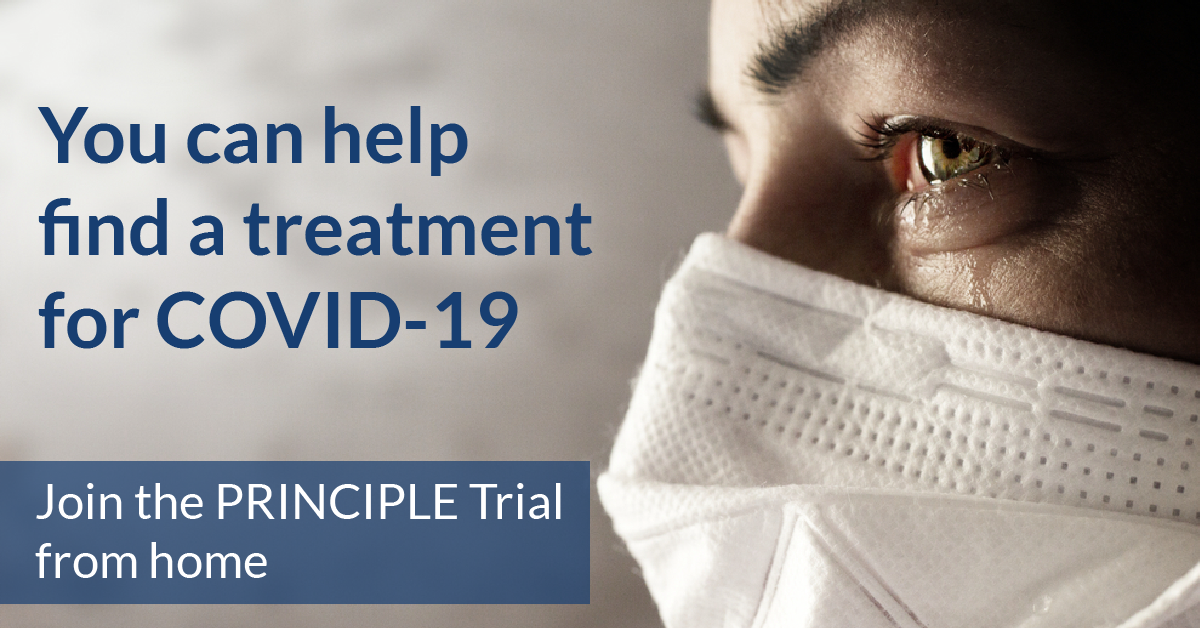 You can help
find a treatment
for COVID-19
Join the PRINCIPLE Trial
from home